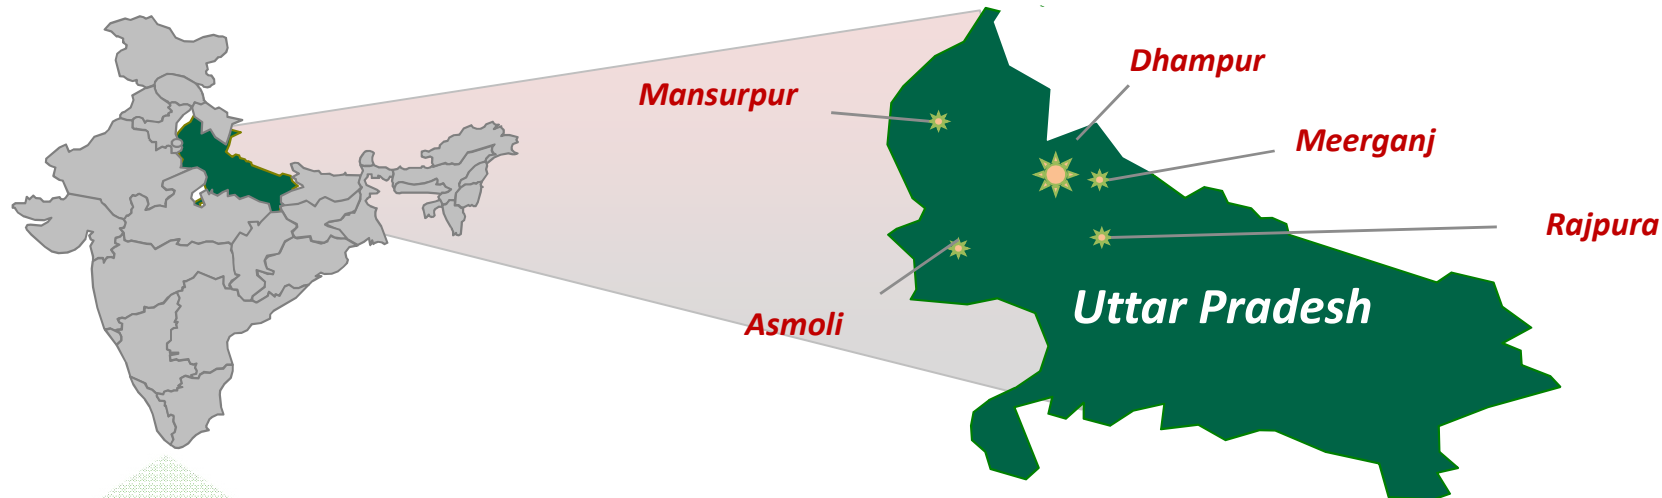 Dhampur
Mansurpur
Meerganj
Rajpura
Uttar Pradesh
Asmoli